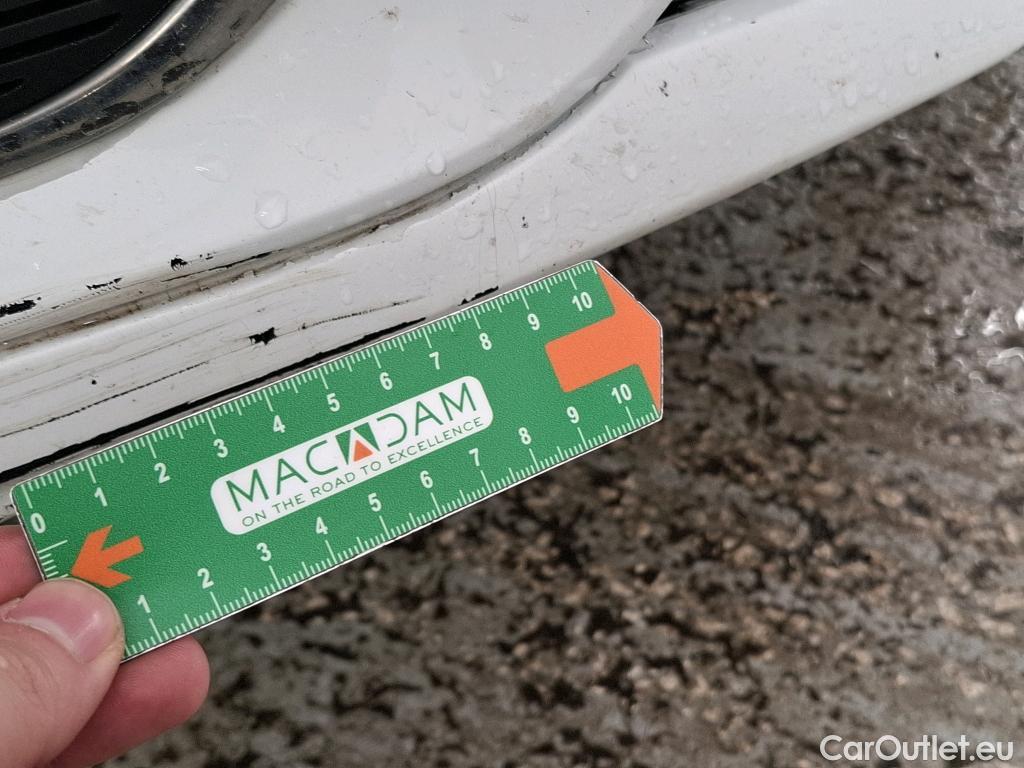 0 1 2 3 4 5 6 7 8 9 10
MACADAM
ON THE ROAD TO EXCELLENCE
1 2 3 4 5 6 7 8 9 10
CarOutlet.eu